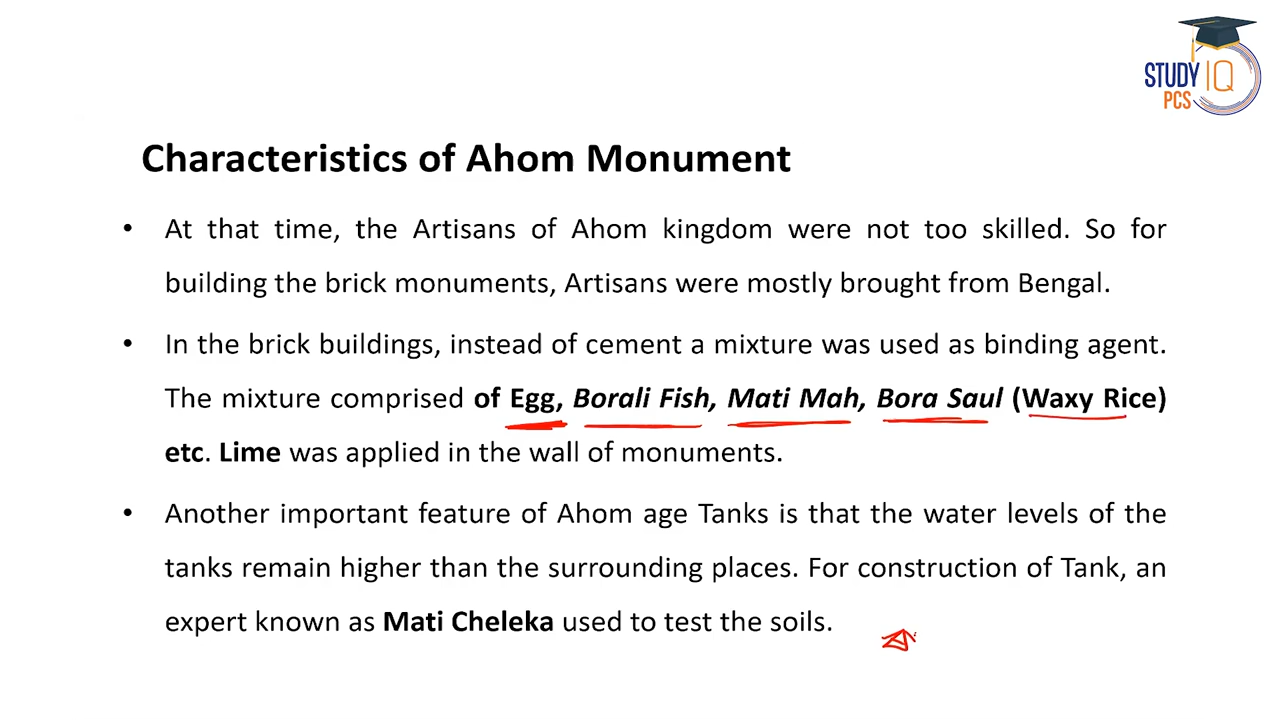 STUDY IQ
PCS
Characteristics of Ahom Monument
• At that time, the Artisans of Ahom kingdom were not too skilled. So for
building the brick monuments, Artisans were mostly brought from Bengal.
• In the brick buildings, instead of cement a mixture was used as binding agent.
The mixture comprised of Egg, Borali Fish, Mati Mah, Bora Saul (Waxy Rice)
etc. Lime was applied in the wall of monuments.
• Another important feature of Ahom age Tanks is that the water levels of the
tanks remain higher than the surrounding places. For construction of Tank, an
expert known as Mati Cheleka used to test the soils.